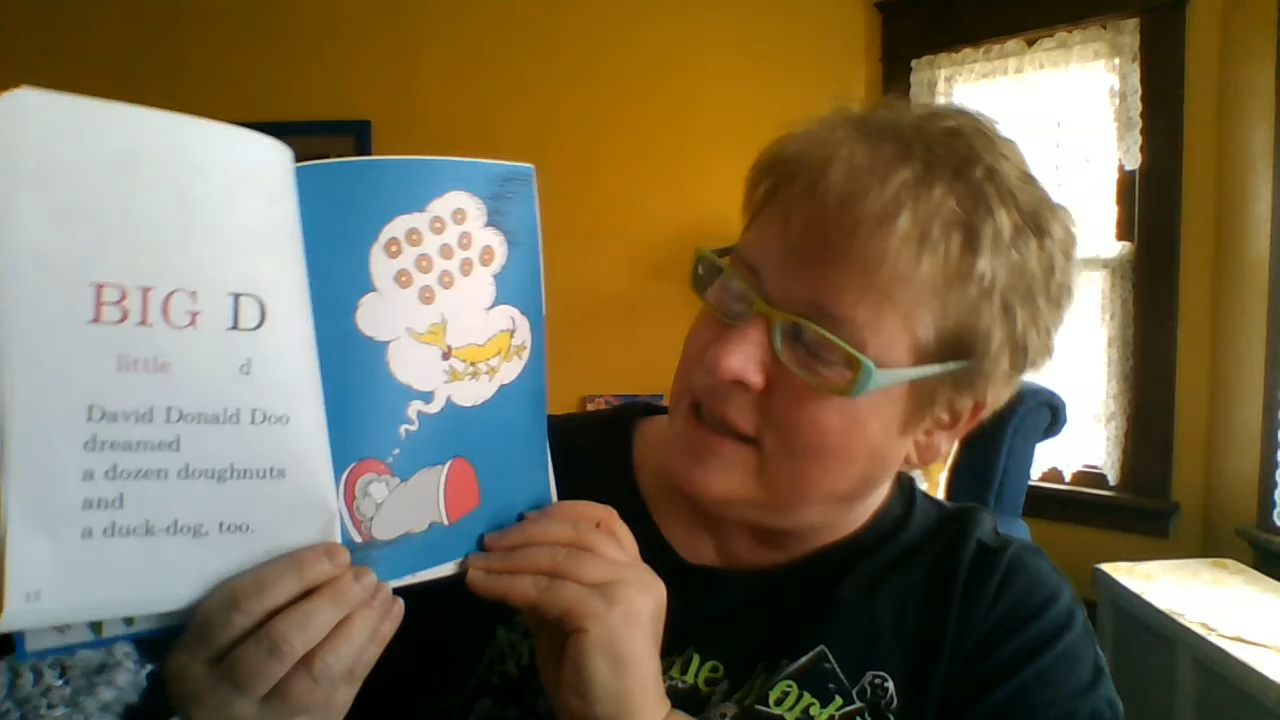 BIG D
little d
David Donald Doo
dreamed
a dozen doughnuts
and
a duck-dog, too.